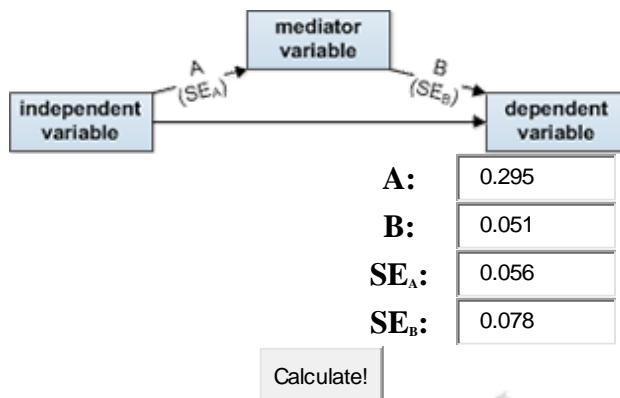 mediator
variable
A
(SEA)
B
(SEB)
independent
variable
dependent
variable
A: 0.295
B: 0.051
SEA: 0.056
SEB: 0.078
Calculate!